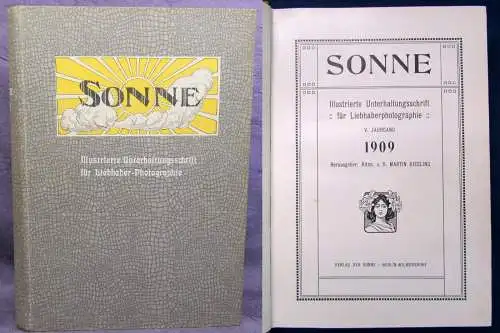 SONNE
Illustrierte Unterhaltungsschrift
für Liebhaber-Photographie
SONNE
Illustrierte Unterhaltungsschrift
:: für Liebhaberphotographie ::
V. JAHRGANG
1909
Herausgeber: Rittm. a. D. MARTIN KIESLING
VERLAG DER SONNE - BERLIN-WILMERSDORF